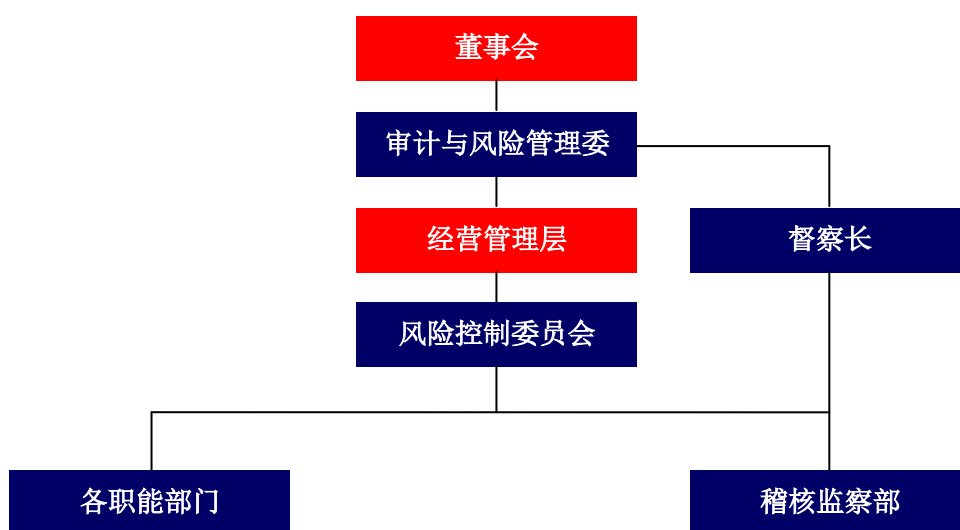 董事会
审计与风险管理委
经营管理层
督察长
风险控制委员会
各职能部门
稽核监察部